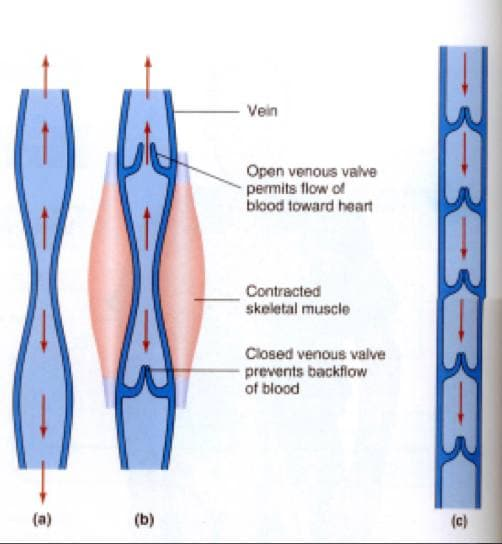 Vein
Open venous valve
permits flow of
blood toward heart
Contracted
skeletal muscle
Closed venous valve
prevents backflow
of blood
(a)
(b)
(c)